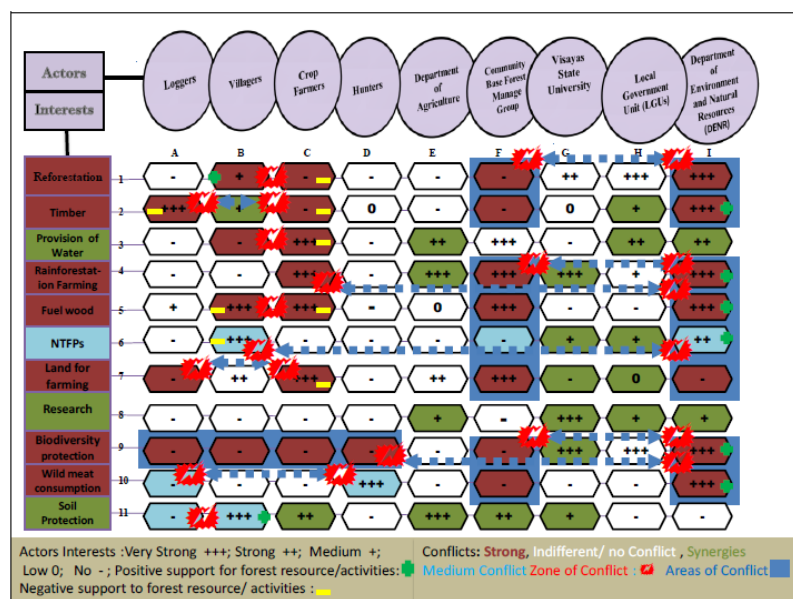 Actors
Interests
Loggers
Villagers
Crop
Farmers
Hunters
Department
of
Agriculture
Community
Base Forest
Manage
Group
Visayas
State
University
Local
Government
Unit (LGUs)
Department
of
Environment
and Natural
Resources
(DENR)
A B C D E F G H I
Reforestation 1 - + - - - - ++ +++ +++
Timber 2 +++ + - 0 - - 0 + +++
Provision of
Water 3 - - +++ - ++ +++ - ++ ++
Rainforestat-
ion Farming 4 - - +++ - +++ +++ +++ + +++
Fuel wood 5 + +++ +++ - 0 +++ - - +++
NTFPs 6 - +++ - - - - + + ++
Land for
farming 7 - ++ +++ - ++ +++ - 0 -
Research 8 - - - - + - +++ + +
Biodiversity
protection 9 - - - - - - +++ +++ +++
Wild meat
consumption 10 - - - +++ - - - - +++
Soil
Protection 11 - +++ ++ - +++ ++ + - -
Actors Interests :Very Strong +++; Strong ++; Medium +;
Low 0; No - ; Positive support for forest resource/activities:
Negative support to forest resource/ activities :
Conflicts: Strong, Indifferent/ no Conflict , Synergies
Medium Conflict Zone of Conflict : Areas of Conflict